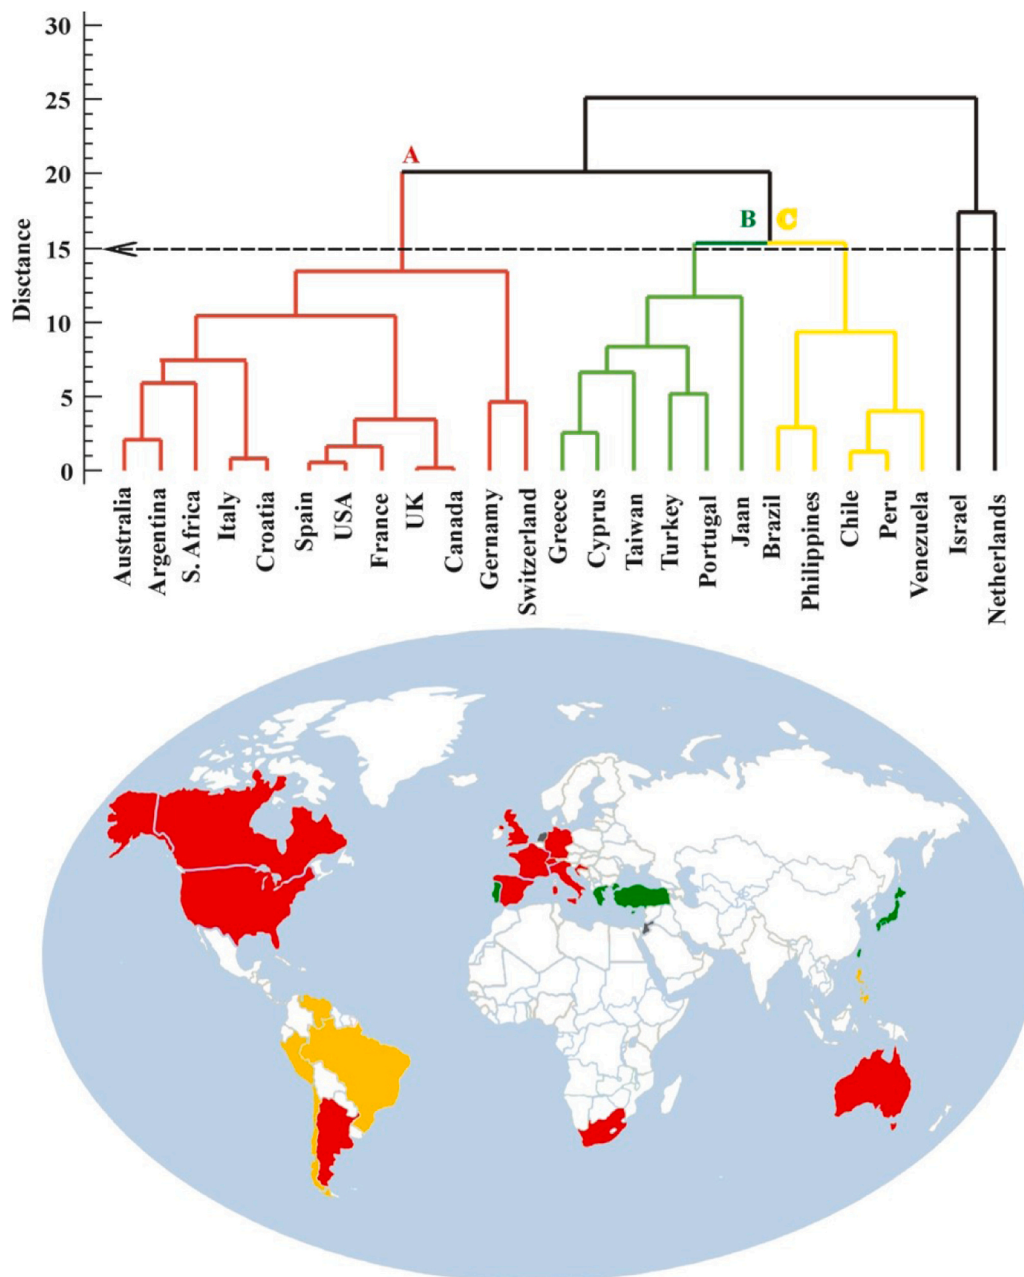 30
25
A
20
B C
15
10
5
0
Disctance
Australia
Argentina
S. Africa
Italy
Croatia
Spain
USA
France
UK
Canada
Gernamy
Switzerland
Greece
Cyprus
Taiwan
Turkey
Portugal
Jaan
Brazil
Philippines
Chile
Peru
Venezuela
Israel
Netherlands